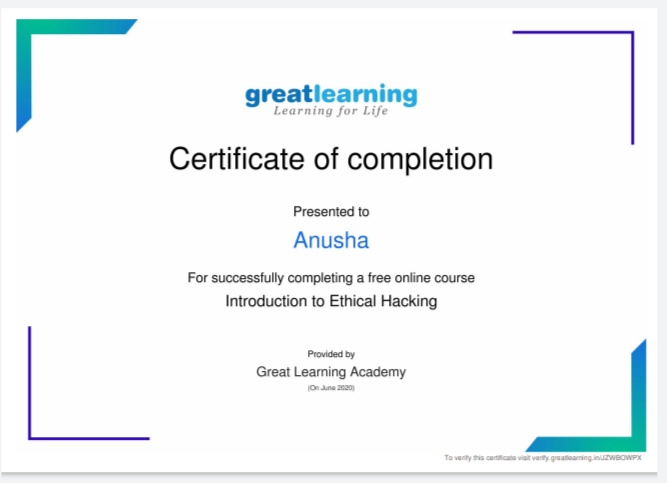 greatlearning
Learning for Life
Certificate of completion
Presented to
Anusha
For successfully completing a free online course
Introduction to Ethical Hacking
Provided by
Great Learning Academy
(On June 2020)
To verify this certificate visit verify.greatlearning.in/JZWBOWPX